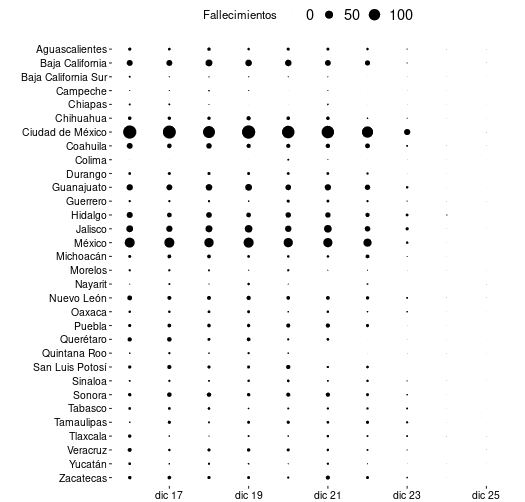 Fallecimientos 0 50 100
Aguascalientes
Baja California
Baja California Sur
Campeche
Chiapas
Chihuahua
Ciudad de México
Coahuila
Colima
Durango
Guanajuato
Guerrero
Hidalgo
Jalisco
México
Michoacán
Morelos
Nayarit
Nuevo León
Oaxaca
Puebla
Querétaro
Quintana Roo
San Luis Potosí
Sinaloa
Sonora
Tabasco
Tamaulipas
Tlaxcala
Veracruz
Yucatán
Zacatecas
dic 17 dic 19 dic 21 dic 23 dic 25